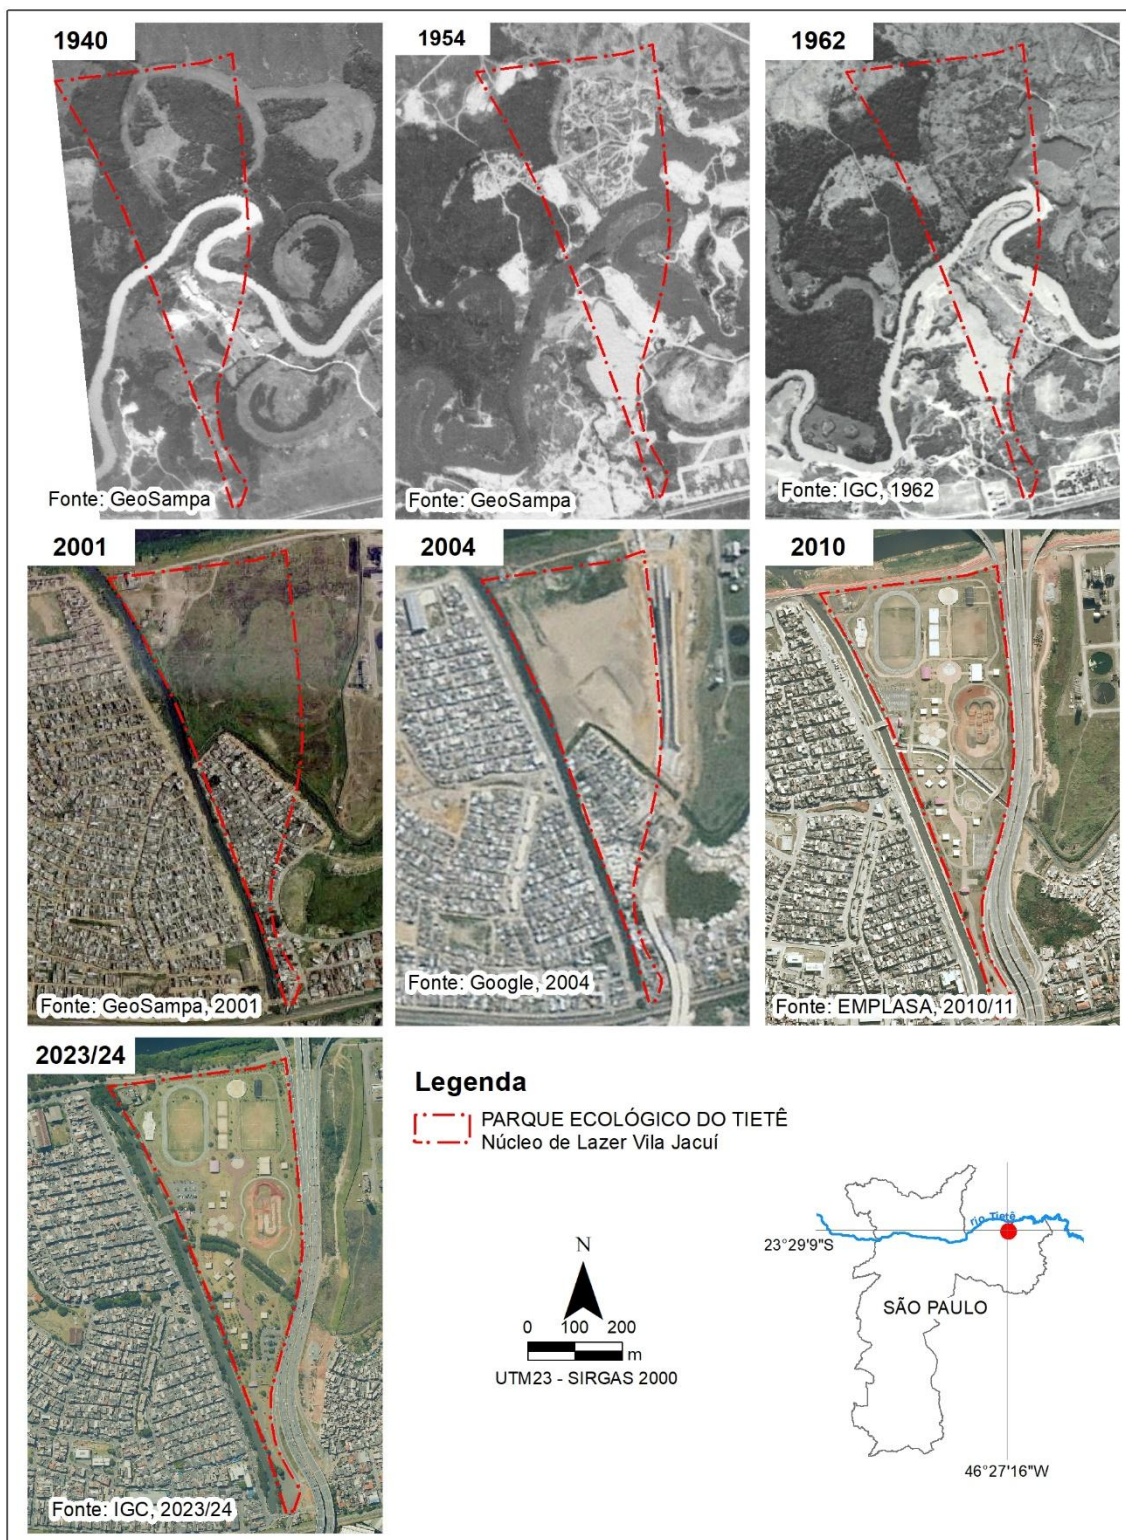 1940
1954
1962
Fonte: GeoSampa
Fonte: GeoSampa
Fonte: IGC, 1962
2001
2004
2010
Fonte: GeoSampa, 2001
Fonte: Google, 2004
Fonte: EMPLASA, 2010/11
2023/24
Fonte: IGC, 2023/24
Legenda
PARQUE ECOLÓGICO DO TIETÊ
Núcleo de Lazer Vila Jacuí
N
0 100 200
m
UTM23 - SIRGAS 2000
rio Tietê
23°29'9"S
SÃO PAULO
46°27'16"W